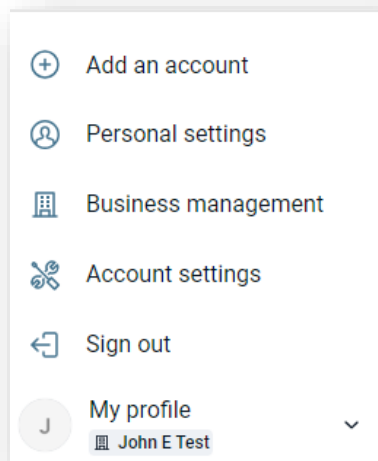 Add an account
Personal settings
Business management
Account settings
Sign out
J
My profile
John E Test